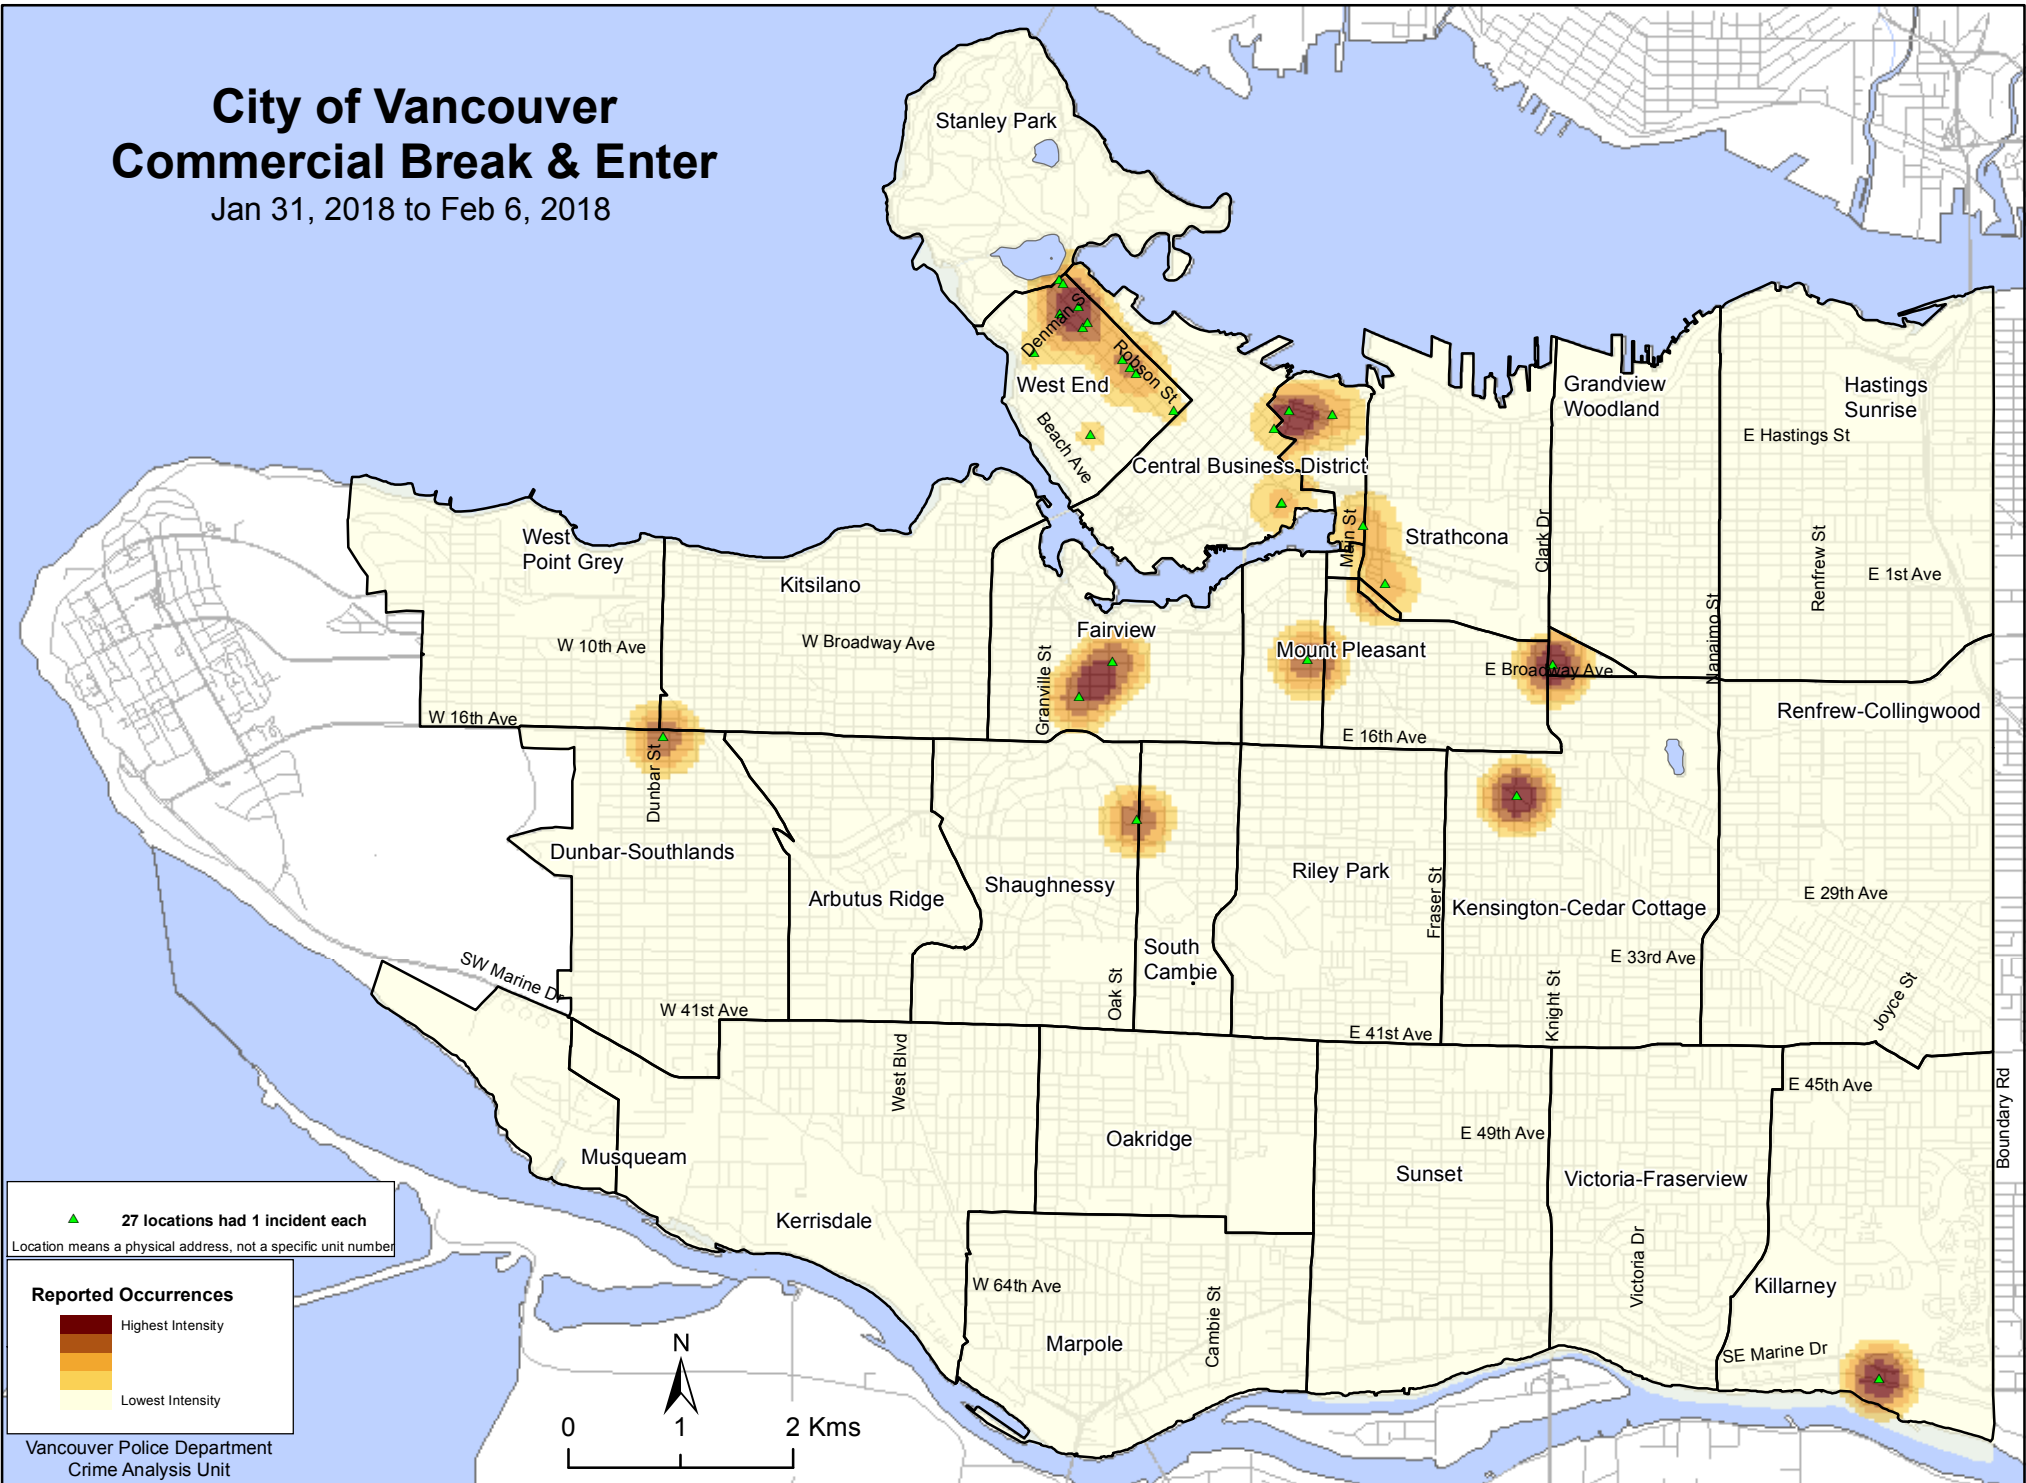 City of Vancouver
Commercial Break & Enter
Jan 31, 2018 to Feb 6, 2018
Stanley Park
Denman S
Robson St
West End
Beach Ave
Central Business District
Grandview
Woodland
Hastings
Sunrise
E Hastings St
Main St
Strathcona
Clark Dr
Renfrew St
E 1st Ave
Nanaimo St
West
Point Grey
Kitsilano
Fairview
W 10th Ave
W Broadway Ave
Granville St
Mount Pleasant
E Broadway Ave
W 16th Ave
E 16th Ave
Renfrew-Collingwood
Dunbar St
Dunbar-Southlands
Arbutus Ridge
Shaughnessy
Riley Park
Fraser St
Kensington-Cedar Cottage
E 29th Ave
South
Cambie
E 33rd Ave
SW Marine Dr
W 41st Ave
Oak St
Knight St
Joyce St
E 41st Ave
West Blvd
E 45th Ave
Boundary Rd
Musqueam
Oakridge
E 49th Ave
Sunset
Victoria-Fraserview
Kerrisdale
Victoria Dr
W 64th Ave
Cambie St
Killarney
Marpole
SE Marine Dr
27 locations had 1 incident each
Location means a physical address, not a specific unit number
Reported Occurrences
Highest Intensity
Lowest Intensity
Vancouver Police Department
Crime Analysis Unit
N
0 1 2 Kms